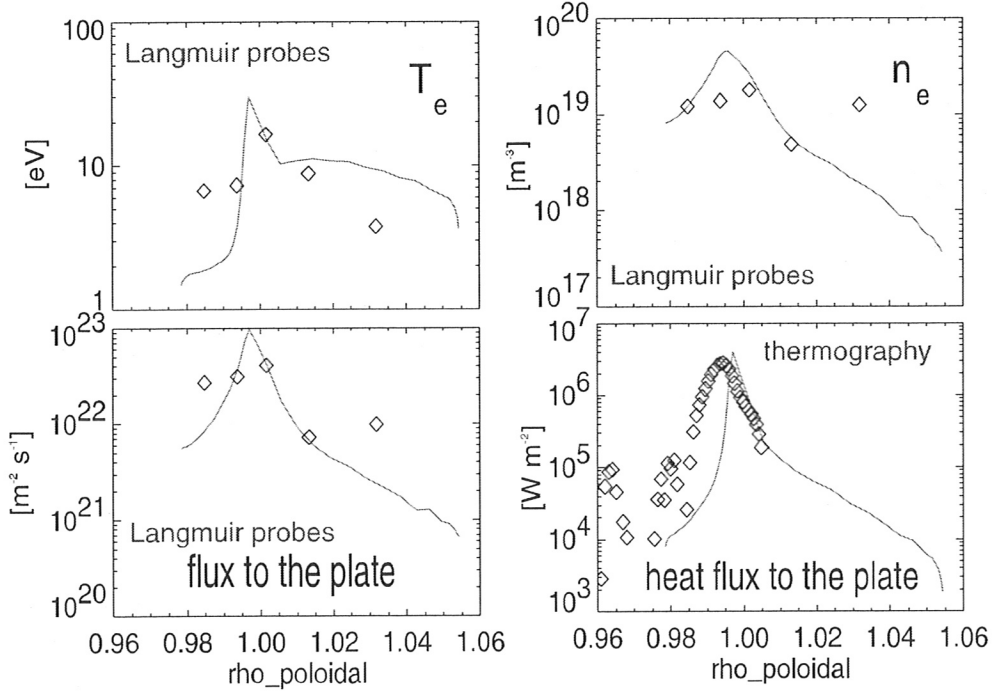 100
Langmuir probes
T e
[eV]
10
1
10^20
n e
10^19
[m^-3]
10^18
Langmuir probes
10^17
10^23
10^22
[m^-2 s^-1]
10^21
Langmuir probes
flux to the plate
10^20
0.96 0.98 1.00 1.02 1.04 1.06
rho_poloidal
10^7
thermography
10^6
[W m^-2]
10^5
10^4
heat flux to the plate
10^3
0.96 0.98 1.00 1.02 1.04 1.06
rho_poloidal